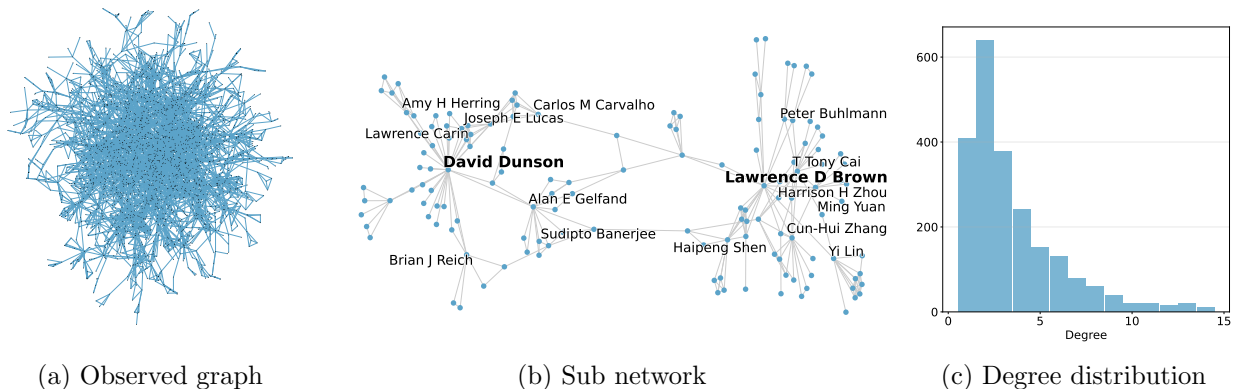 Amy H Herring
Carlos M Carvalho
Joseph E Lucas
Lawrence Carin
David Dunson
Alan E Gelfand
Sudipto Banerjee
Brian J Reich
Peter Buhlmann
T Tony Cai
Lawrence D Brown
Harrison H Zhou
Ming Yuan
Cun-Hui Zhang
Haipeng Shen
Yi Lin
600
400
200
0
0 5 10 15
Degree
(a) Observed graph
(b) Sub network
(c) Degree distribution